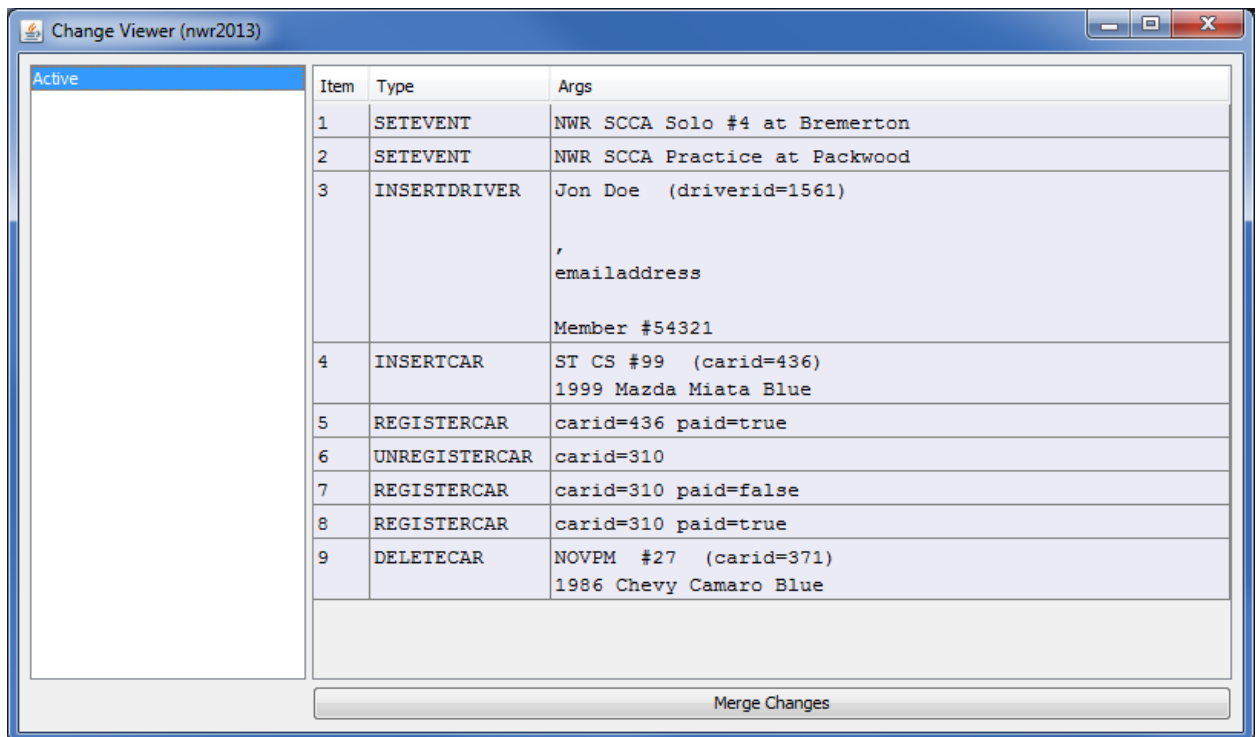 Change Viewer (nwr2013)
Active
Item Type Args
1 SETEVENT NWR SCCA Solo #4 at Bremerton
2 SETEVENT NWR SCCA Practice at Packwood
3 INSERTDRIVER Jon Doe (driverid=1561)
,
emailaddress
Member #54321
4 INSERTCAR ST CS #99 (carid=436)
1999 Mazda Miata Blue
5 REGISTERCAR carid=436 paid=true
6 UNREGISTERCAR carid=310
7 REGISTERCAR carid=310 paid=false
8 REGISTERCAR carid=310 paid=true
9 DELETECAR NOVPM #27 (carid=371)
1986 Chevy Camaro Blue
Merge Changes